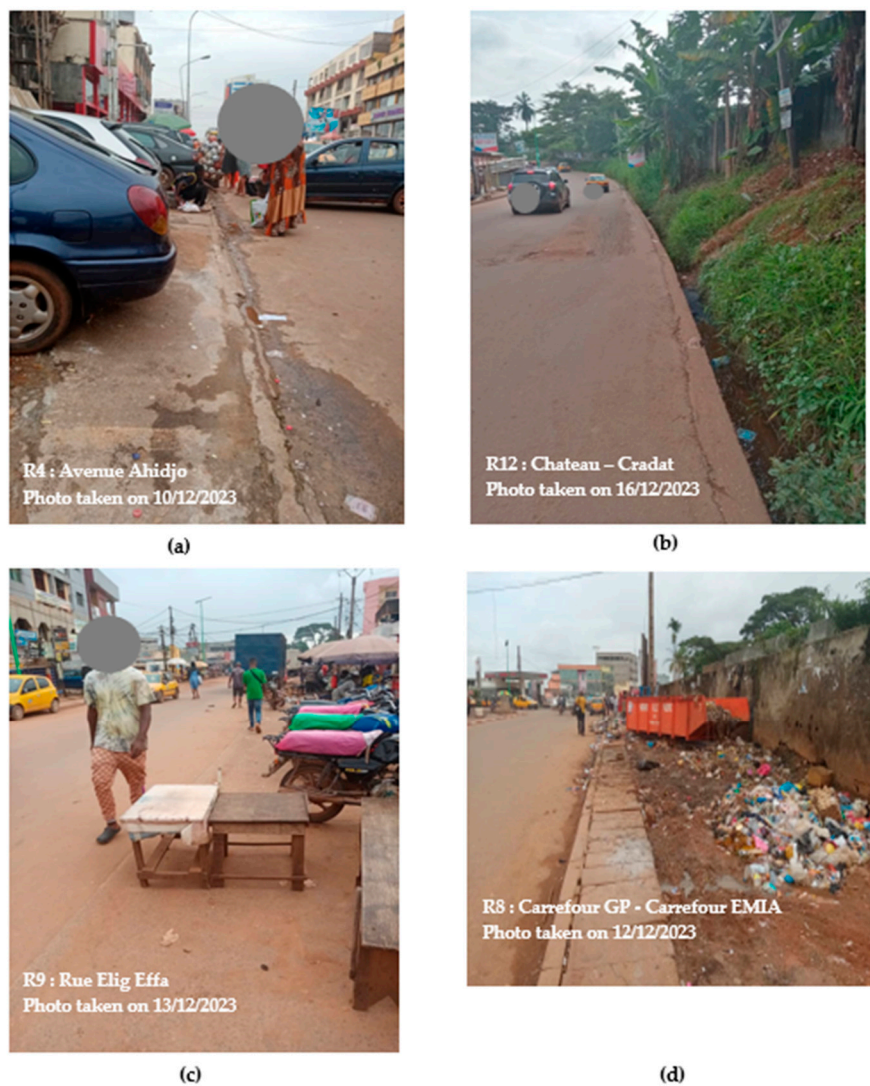 R4 : Avenue Ahidjo
Photo taken on 10/12/2023
(a)
R12 : Chateau – Cradat
Photo taken on 16/12/2023
(b)
R9 : Rue Elig Effa
Photo taken on 13/12/2023
(c)
R8 : Carrefour GP - Carrefour EMIA
Photo taken on 12/12/2023
(d)